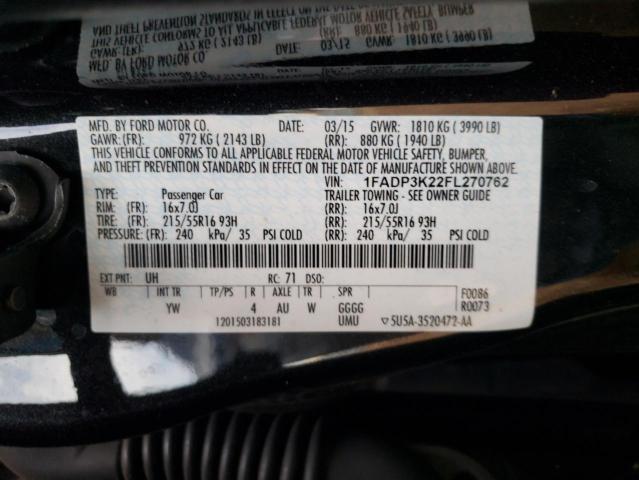 MFD. BY FORD MOTOR CO. DATE: 03/15 GVWR: 1810 KG ( 3990 LB)
GAWR: (FR): 972 KG ( 2143 LB) (RR): 880 KG ( 1940 LB)
THIS VEHICLE CONFORMS TO ALL APPLICABLE FEDERAL MOTOR VEHICLE SAFETY, BUMPER,
AND THEFT PREVENTION STANDARDS IN EFFECT ON THE DATE OF MANUFACTURE SHOWN ABOVE.
VIN: 1FADP3K22FL270762
TYPE: Passenger Car TRAILER TOWING - SEE OWNER GUIDE
RIM: (FR): 16x7.0J (RR): 16x7.0J
TIRE: (FR): 215/55R16 93H (RR): 215/55R16 93H
PRESSURE: (FR): 240 kPa/ 35 PSI COLD (RR): 240 kPa/ 35 PSI COLD
EXT PNT: UH RC: 71 DSO:
WB INT TR TP/PS R AXLE TR SPR F0086
YW 4 AU W GGGG R0073
1201503183181 UMU ▽5U5A-3520472-AA